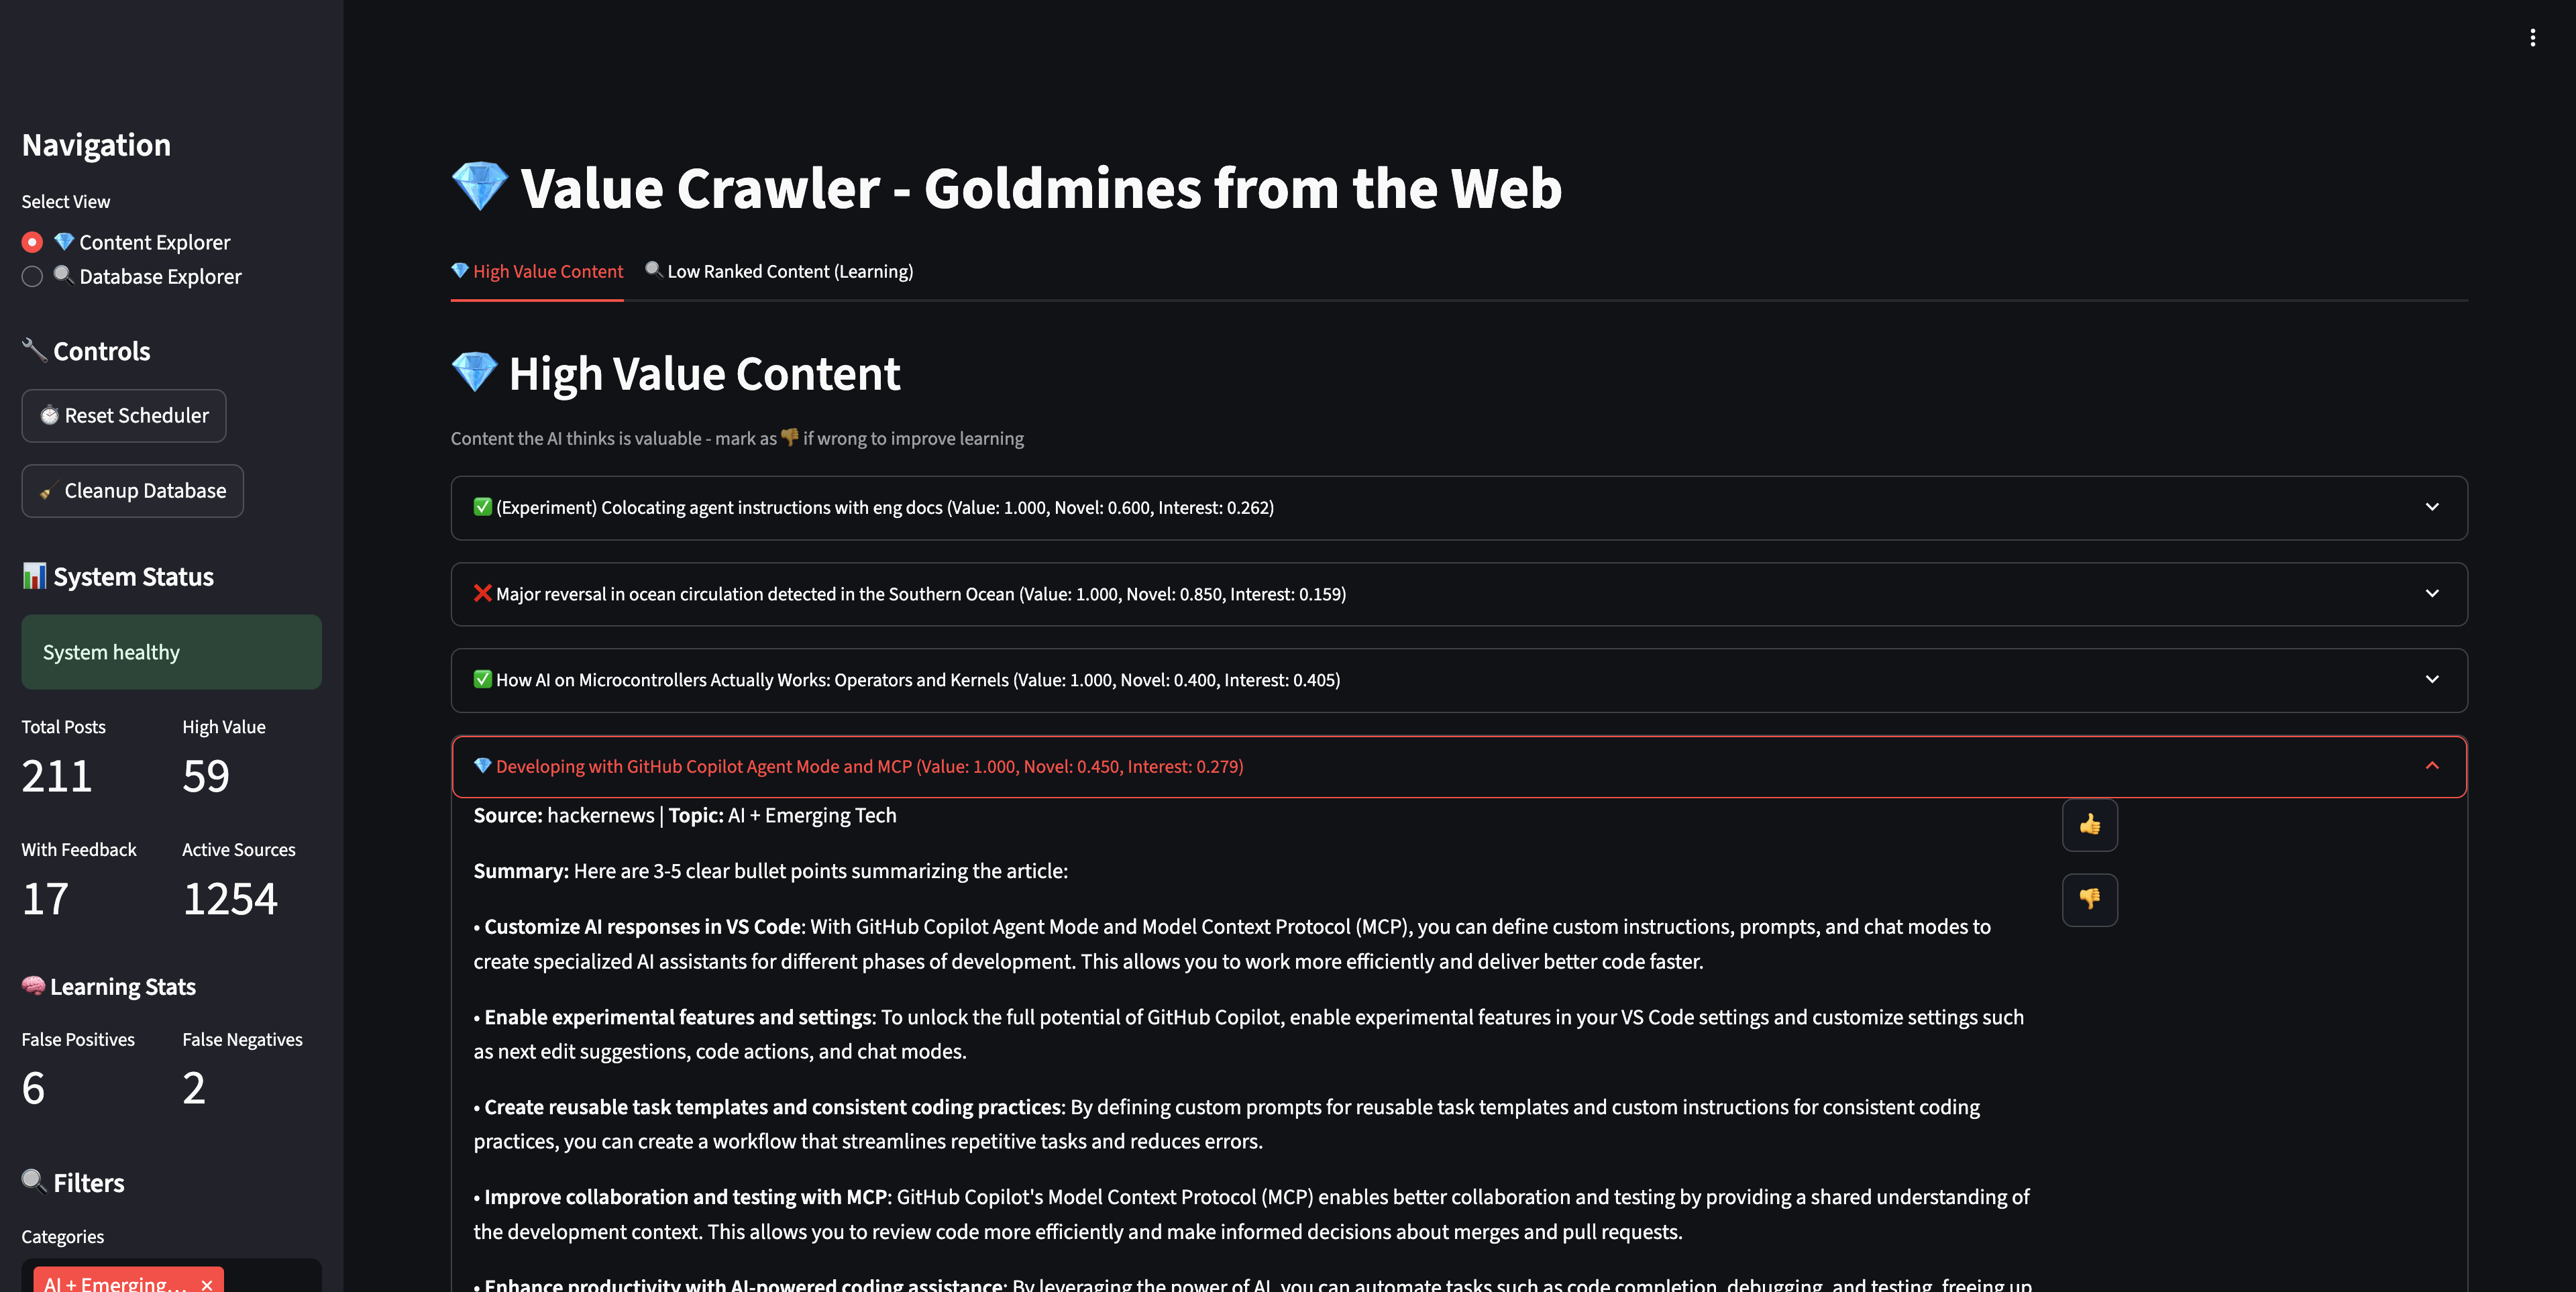 Navigation
Select View
Content Explorer
Database Explorer
Controls
Reset Scheduler
Cleanup Database
System Status
System healthy
Total Posts
High Value
211
59
With Feedback
Active Sources
17
1254
Learning Stats
False Positives
False Negatives
6
2
Filters
Categories
AI + Emerging... ×
Value Crawler - Goldmines from the Web
High Value Content
Low Ranked Content (Learning)
High Value Content
Content the AI thinks is valuable - mark as 👎 if wrong to improve learning
(Experiment) Colocating agent instructions with eng docs (Value: 1.000, Novel: 0.600, Interest: 0.262)
Major reversal in ocean circulation detected in the Southern Ocean (Value: 1.000, Novel: 0.850, Interest: 0.159)
How AI on Microcontrollers Actually Works: Operators and Kernels (Value: 1.000, Novel: 0.400, Interest: 0.405)
Developing with GitHub Copilot Agent Mode and MCP (Value: 1.000, Novel: 0.450, Interest: 0.279)
Source: hackernews | Topic: AI + Emerging Tech
Summary: Here are 3-5 clear bullet points summarizing the article:
• Customize AI responses in VS Code: With GitHub Copilot Agent Mode and Model Context Protocol (MCP), you can define custom instructions, prompts, and chat modes to
create specialized AI assistants for different phases of development. This allows you to work more efficiently and deliver better code faster.
• Enable experimental features and settings: To unlock the full potential of GitHub Copilot, enable experimental features in your VS Code settings and customize settings such
as next edit suggestions, code actions, and chat modes.
• Create reusable task templates and consistent coding practices: By defining custom prompts for reusable task templates and custom instructions for consistent coding
practices, you can create a workflow that streamlines repetitive tasks and reduces errors.
• Improve collaboration and testing with MCP: GitHub Copilot's Model Context Protocol (MCP) enables better collaboration and testing by providing a shared understanding of
the development context. This allows you to review code more efficiently and make informed decisions about merges and pull requests.
• Enhance productivity with AI-powered coding assistance: By leveraging the power of AI, you can automate tasks such as code completion, debugging, and testing, freeing up